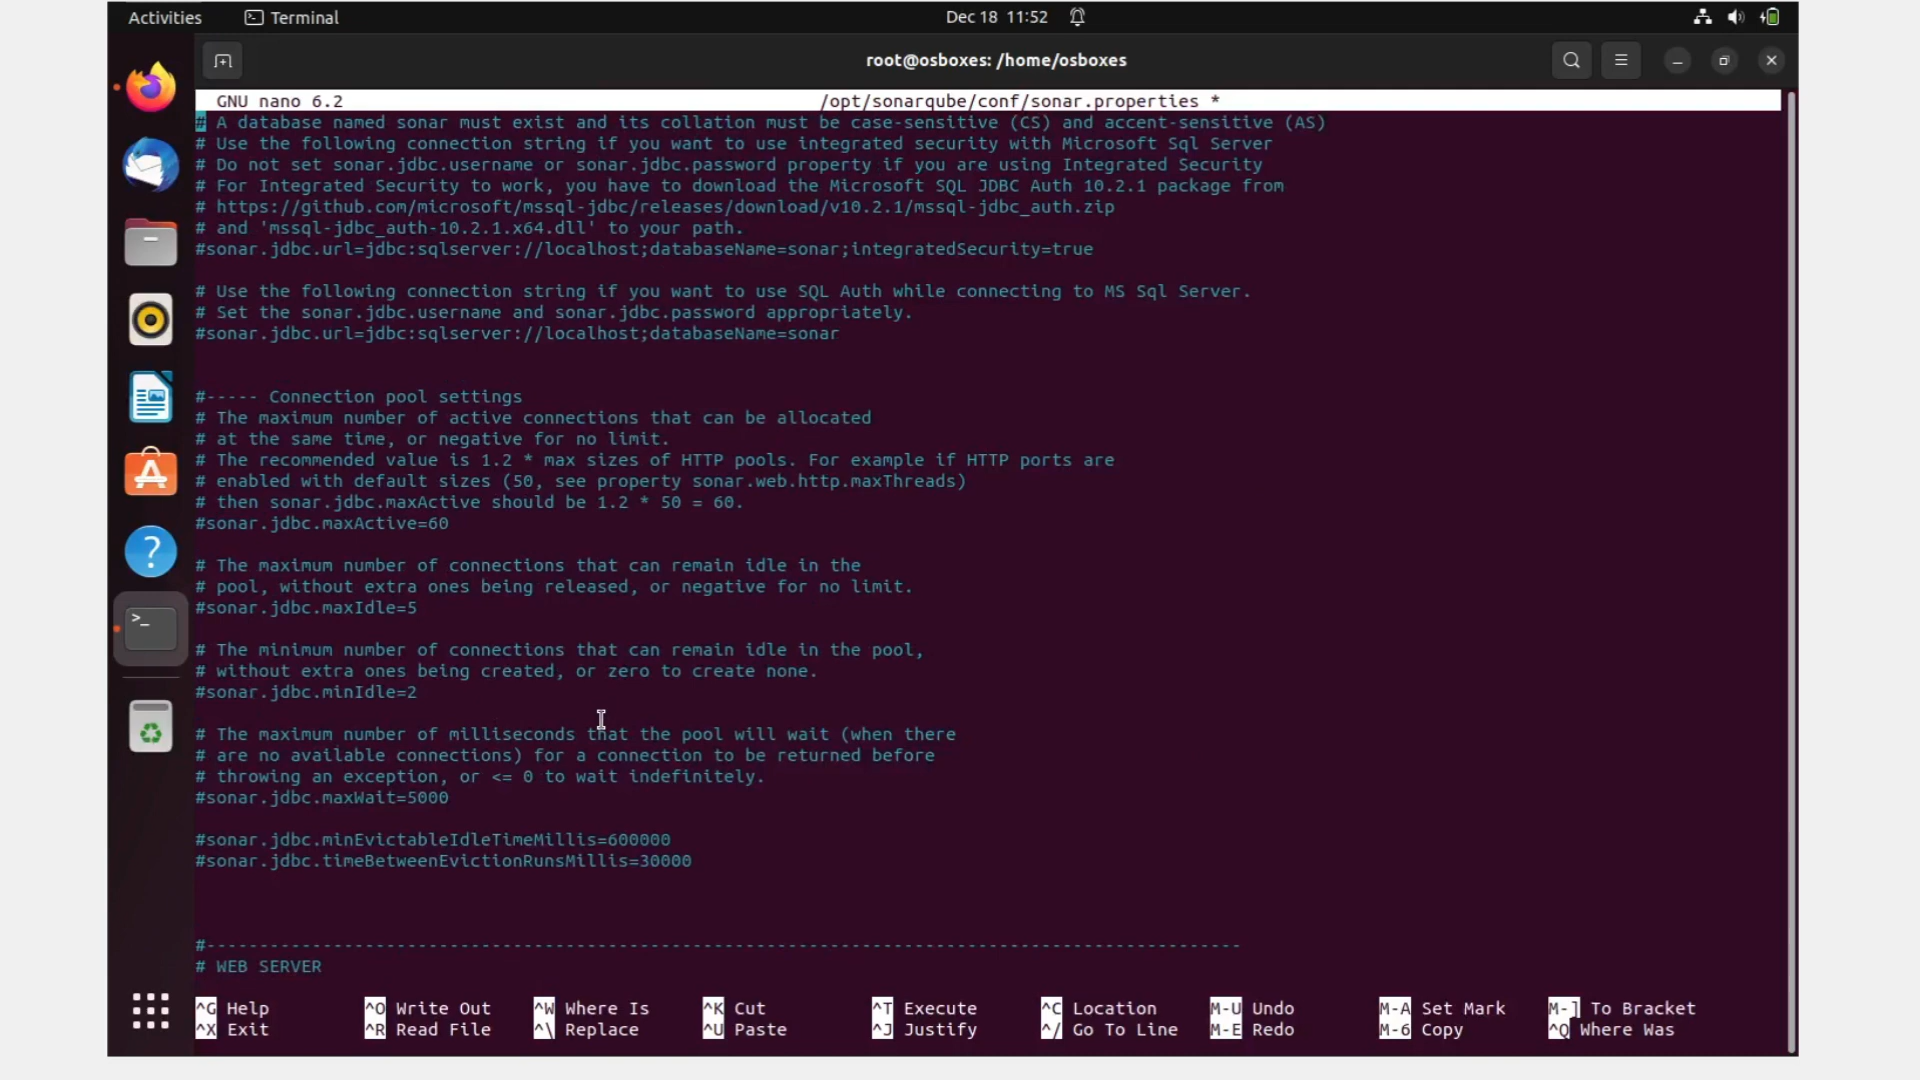 Activities Terminal Dec 18 11:52
root@osboxes: /home/osboxes
GNU nano 6.2 /opt/sonarqube/conf/sonar.properties *
# A database named sonar must exist and its collation must be case-sensitive (CS) and accent-sensitive (AS)
# Use the following connection string if you want to use integrated security with Microsoft Sql Server
# Do not set sonar.jdbc.username or sonar.jdbc.password property if you are using Integrated Security
# For Integrated Security to work, you have to download the Microsoft SQL JDBC Auth 10.2.1 package from
# https://github.com/microsoft/mssql-jdbc/releases/download/v10.2.1/mssql-jdbc_auth.zip
# and 'mssql-jdbc_auth-10.2.1.x64.dll' to your path.
#sonar.jdbc.url=jdbc:sqlserver://localhost;databaseName=sonar;integratedSecurity=true
# Use the following connection string if you want to use SQL Auth while connecting to MS Sql Server.
# Set the sonar.jdbc.username and sonar.jdbc.password appropriately.
#sonar.jdbc.url=jdbc:sqlserver://localhost;databaseName=sonar
#----- Connection pool settings
# The maximum number of active connections that can be allocated
# at the same time, or negative for no limit.
# The recommended value is 1.2 * max sizes of HTTP pools. For example if HTTP ports are
# enabled with default sizes (50, see property sonar.web.http.maxThreads)
# then sonar.jdbc.maxActive should be 1.2 * 50 = 60.
#sonar.jdbc.maxActive=60
# The maximum number of connections that can remain idle in the
# pool, without extra ones being released, or negative for no limit.
#sonar.jdbc.maxIdle=5
# The minimum number of connections that can remain idle in the pool,
# without extra ones being created, or zero to create none.
#sonar.jdbc.minIdle=2
# The maximum number of milliseconds that the pool will wait (when there
# are no available connections) for a connection to be returned before
# throwing an exception, or <= 0 to wait indefinitely.
#sonar.jdbc.maxWait=5000
#sonar.jdbc.minEvictableIdleTimeMillis=600000
#sonar.jdbc.timeBetweenEvictionRunsMillis=30000
#--------------------------------------------------------------------------------------------------
# WEB SERVER
^G Help ^O Write Out ^W Where Is ^K Cut ^T Execute ^C Location M-U Undo M-A Set Mark M-] To Bracket
^X Exit ^R Read File ^\ Replace ^U Paste ^J Justify ^/ Go To Line M-E Redo M-6 Copy ^Q Where Was